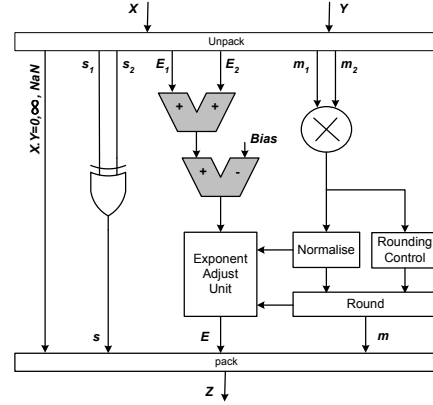 X Y
Unpack
X.Y=0,∞, NaN
s1 s2 E1 E2 m1 m2
+ +
Bias
+ -
Exponent Adjust Unit
Normalise
Rounding Control
Round
s E m
pack
Z